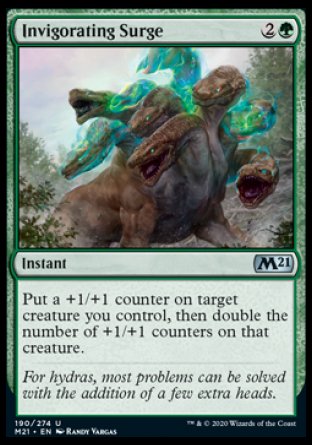 Invigorating Surge 2
Instant M21
Put a +1/+1 counter on target
creature you control, then double the
number of +1/+1 counters on that
creature.
For hydras, most problems can be solved
with the addition of a few extra heads.
190/274 U
M21 • EN Randy Vargas ™ & © 2020 Wizards of the Coast